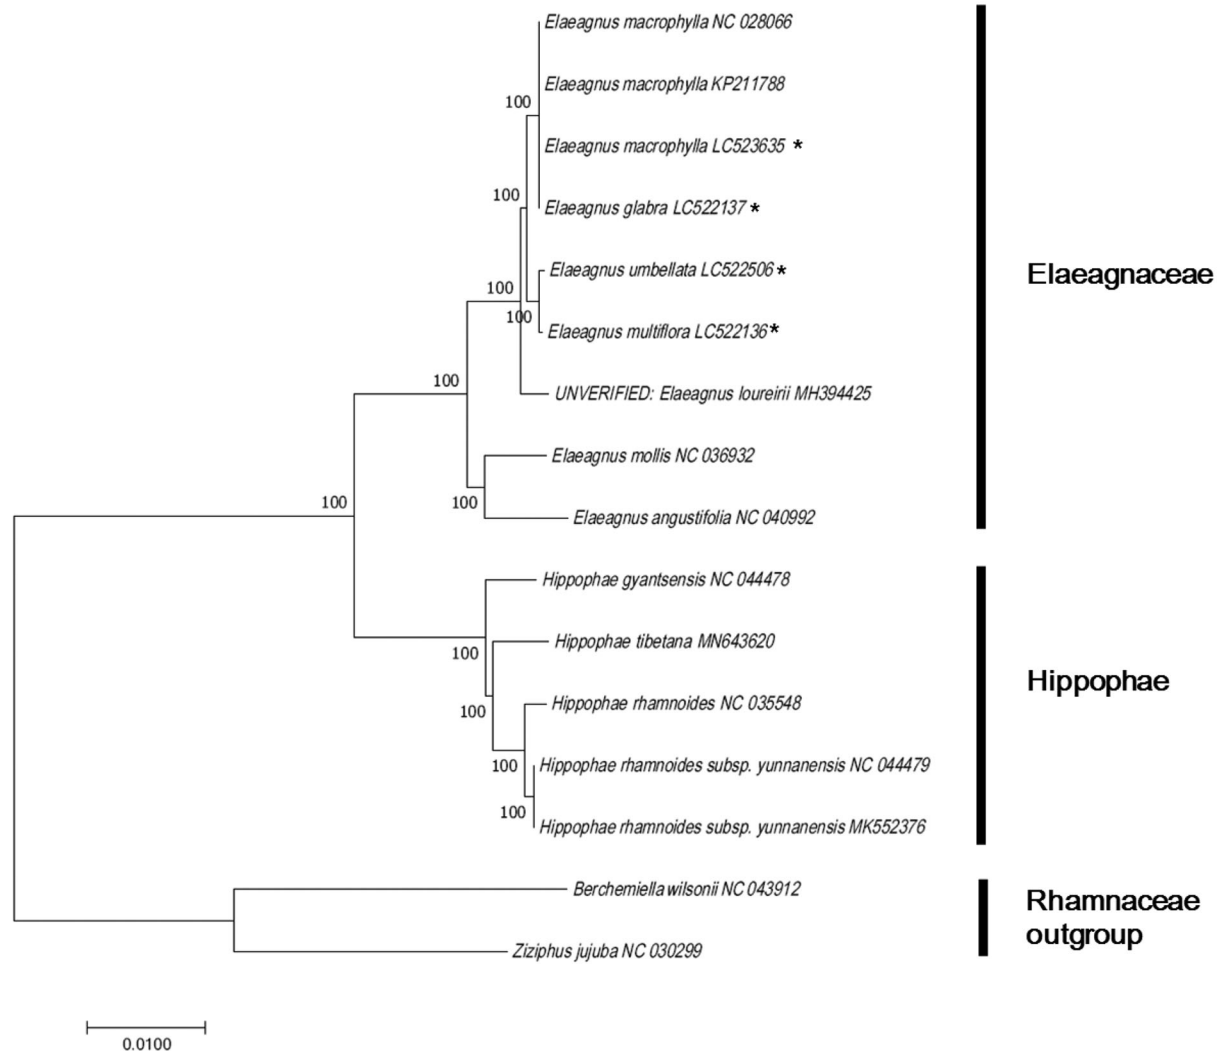 Elaeagnus macrophylla NC 028066
Elaeagnus macrophylla KP211788
100
Elaeagnus macrophylla LC523635 *
100
Elaeagnus glabra LC522137 *
Elaeagnus umbellata LC522506 *
Elaeagnaceae
100
100
Elaeagnus multiflora LC522136 *
100
UNVERIFIED: Elaeagnus loureirii MH394425
Elaeagnus mollis NC 036932
100
100
Elaeagnus angustifolia NC 040992
Hippophae gyantsensis NC 044478
100
Hippophae tibetana MN643620
Hippophae
100
Hippophae rhamnoides NC 035548
100
Hippophae rhamnoides subsp. yunnanensis NC 044479
100
Hippophae rhamnoides subsp. yunnanensis MK552376
Berchemiella wilsonii NC 043912
Rhamnaceae
outgroup
Ziziphus jujuba NC 030299
0.0100